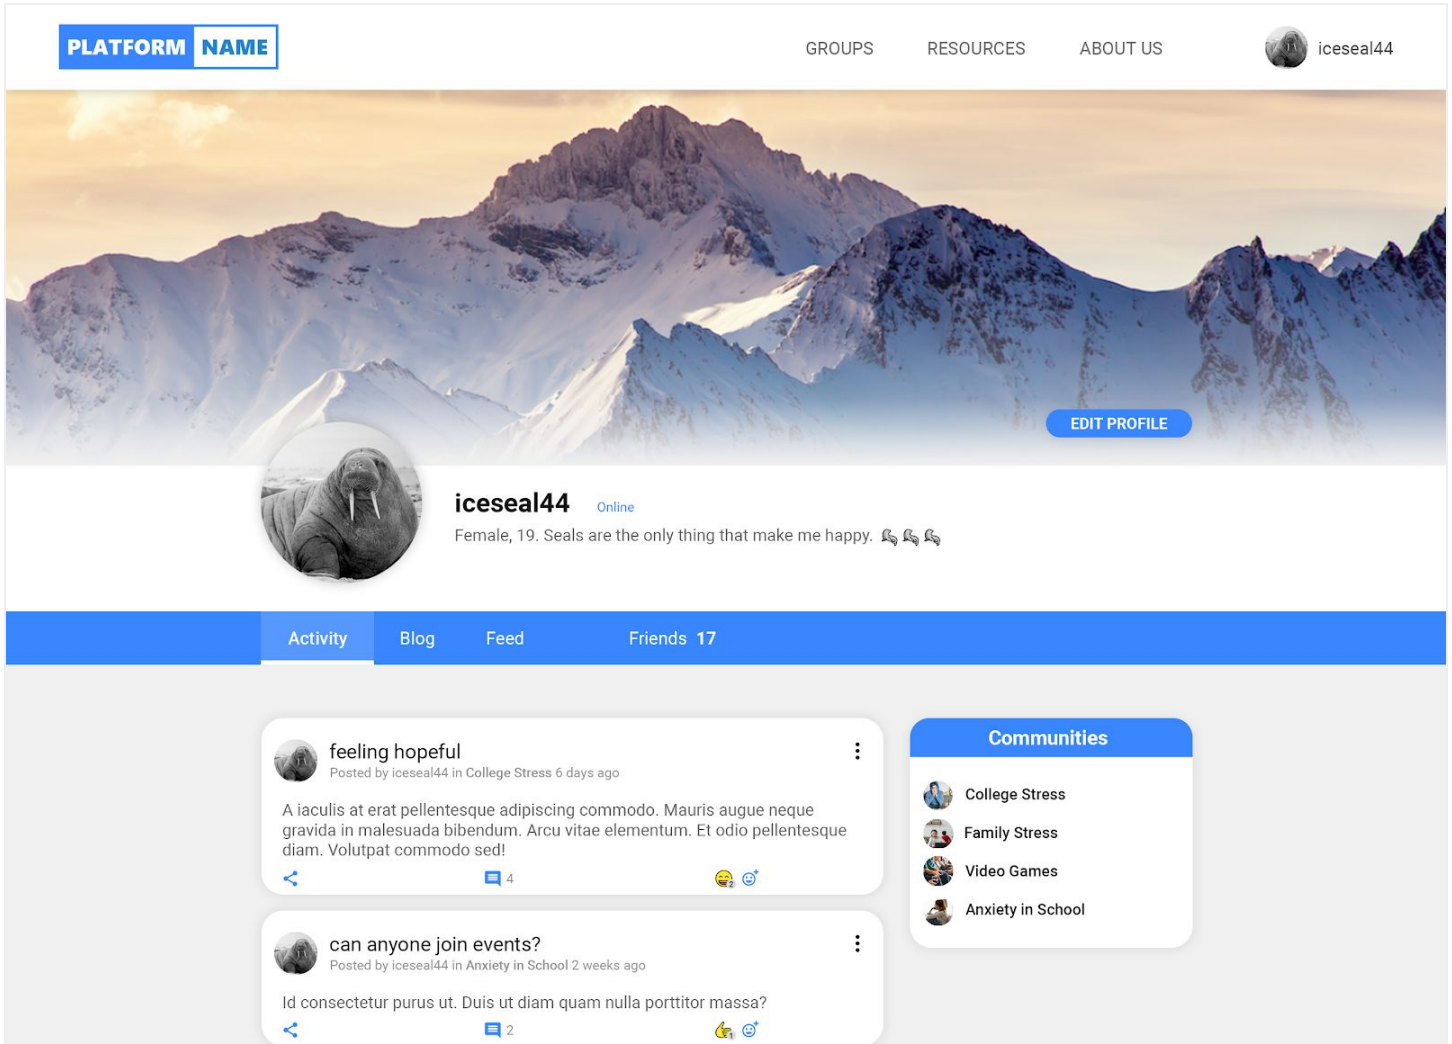 PLATFORM NAME
GROUPS RESOURCES ABOUT US iceseal44
EDIT PROFILE
iceseal44 Online
Female, 19. Seals are the only thing that make me happy. 🦭🦭🦭
Activity Blog Feed Friends 17
feeling hopeful
Posted by iceseal44 in College Stress 6 days ago
A iaculis at erat pellentesque adipiscing commodo. Mauris augue neque
gravida in malesuada bibendum. Arcu vitae elementum. Et odio pellentesque
diam. Volutpat commodo sed!
4 2
can anyone join events?
Posted by iceseal44 in Anxiety in School 2 weeks ago
Id consectetur purus ut. Duis ut diam quam nulla porttitor massa?
2 1
Communities
College Stress
Family Stress
Video Games
Anxiety in School